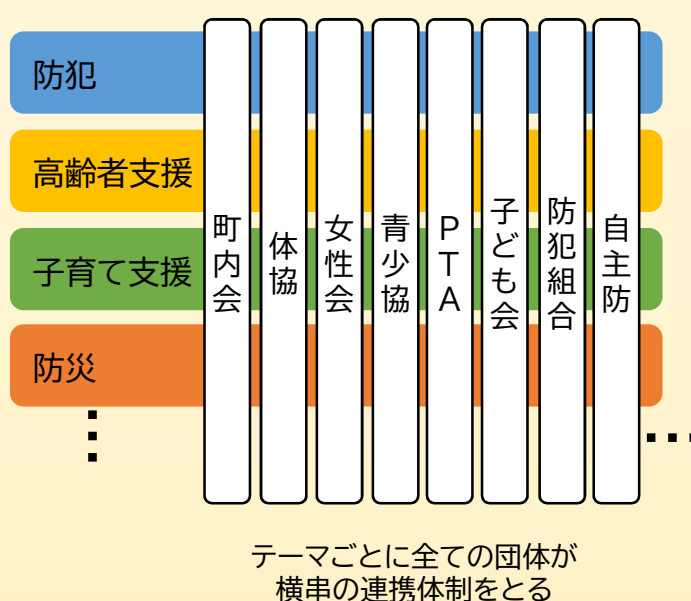 防犯
高齢者支援
子育て支援
防災
町内会
体協
女性会
青少協
PTA
子ども会
防犯組合
自主防
テーマごとに全ての団体が
横串の連携体制をとる